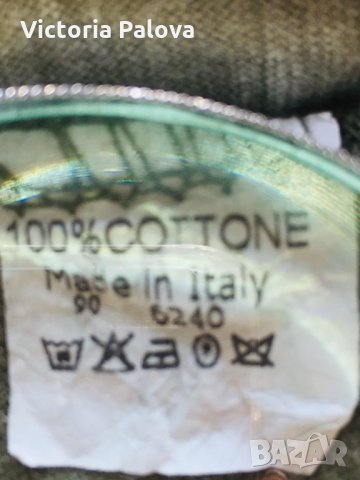 Victoria Palova
100%COTTONE
Made in Italy
90 6240
BAZAR